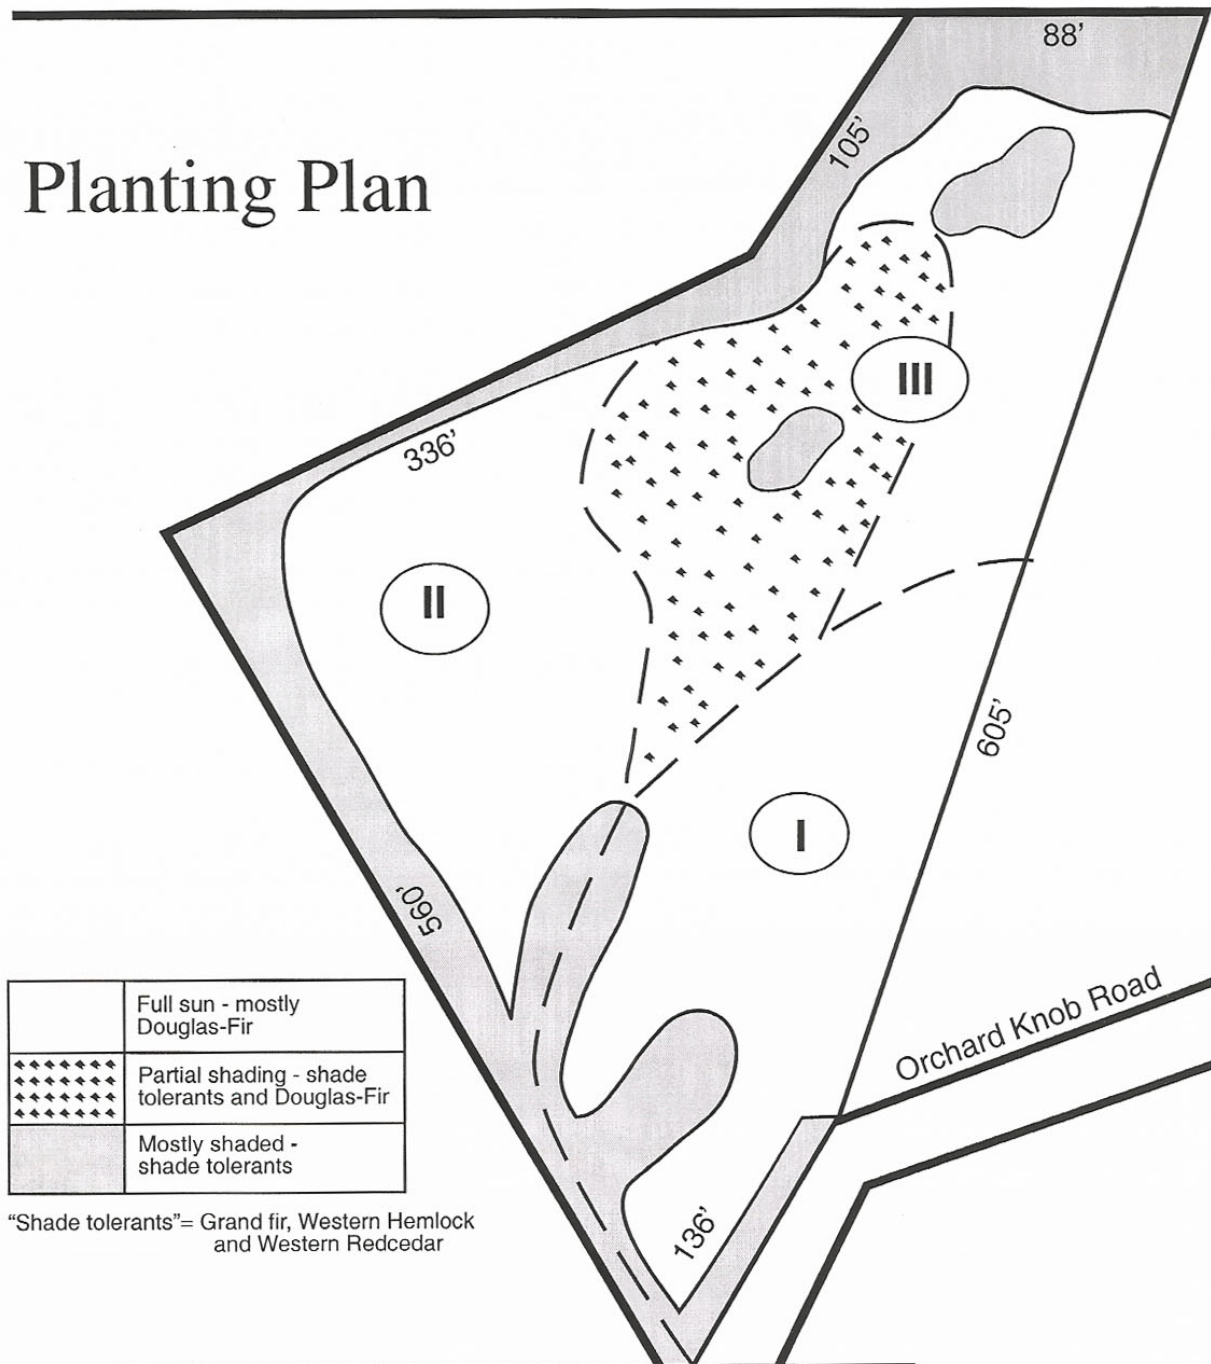 88’
105’
Planting Plan
III
336’
II
605’
I
560’
Orchard Knob Road
Full sun - mostly
Douglas-Fir
Partial shading - shade
tolerants and Douglas-Fir
Mostly shaded -
shade tolerants
“Shade tolerants”= Grand fir, Western Hemlock
and Western Redcedar
136’